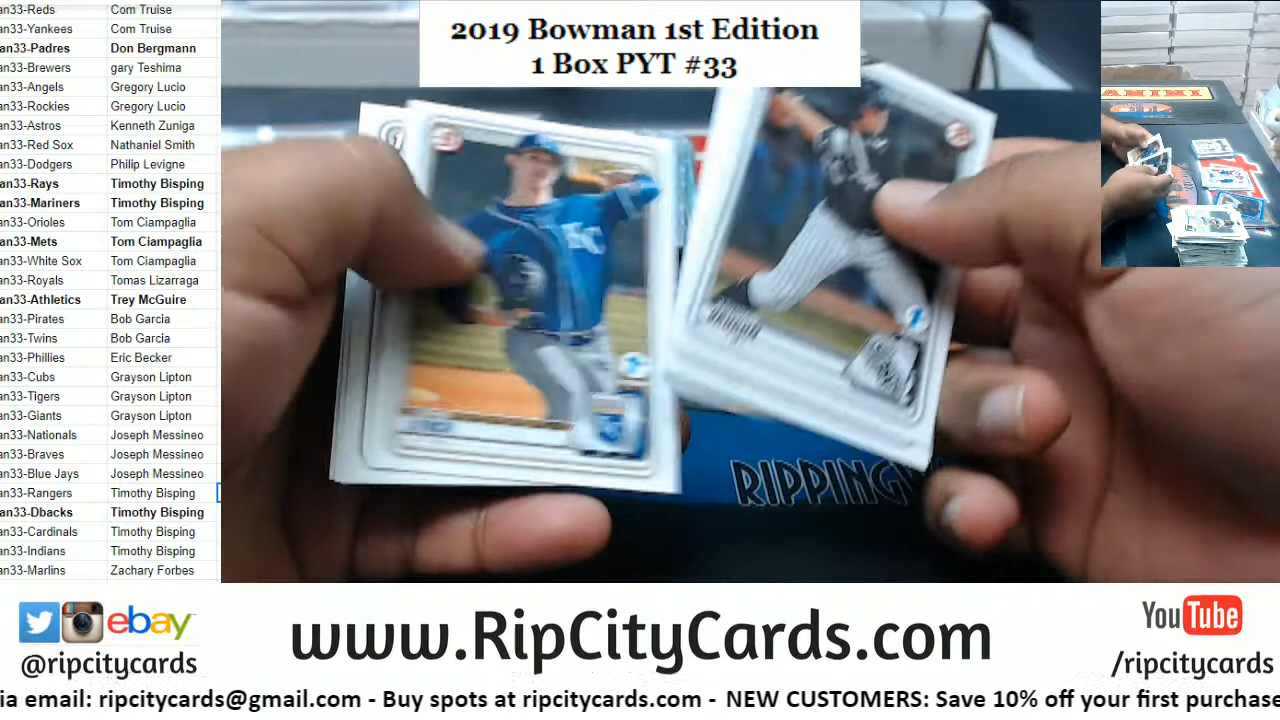 an33-Reds Com Truise
an33-Yankees Com Truise
an33-Padres Don Bergmann
an33-Brewers gary Teshima
an33-Angels Gregory Lucio
an33-Rockies Gregory Lucio
an33-Astros Kenneth Zuniga
an33-Red Sox Nathaniel Smith
an33-Dodgers Philip Levigne
an33-Rays Timothy Bisping
an33-Mariners Timothy Bisping
an33-Orioles Tom Ciampaglia
an33-Mets Tom Ciampaglia
an33-White Sox Tom Ciampaglia
an33-Royals Tomas Lizarraga
an33-Athletics Trey McGuire
an33-Pirates Bob Garcia
an33-Twins Bob Garcia
an33-Phillies Eric Becker
an33-Cubs Grayson Lipton
an33-Tigers Grayson Lipton
an33-Giants Grayson Lipton
an33-Nationals Joseph Messineo
an33-Braves Joseph Messineo
an33-Blue Jays Joseph Messineo
an33-Rangers Timothy Bisping
an33-Dbacks Timothy Bisping
an33-Cardinals Timothy Bisping
an33-Indians Timothy Bisping
an33-Marlins Zachary Forbes
2019 Bowman 1st Edition
1 Box PYT #33
KC
RIPPING
PANINI
ebay
@ripcitycards
www.RipCityCards.com
YouTube
/ripcitycards
ia email: ripcitycards@gmail.com - Buy spots at ripcitycards.com - NEW CUSTOMERS: Save 10% off your first purchase